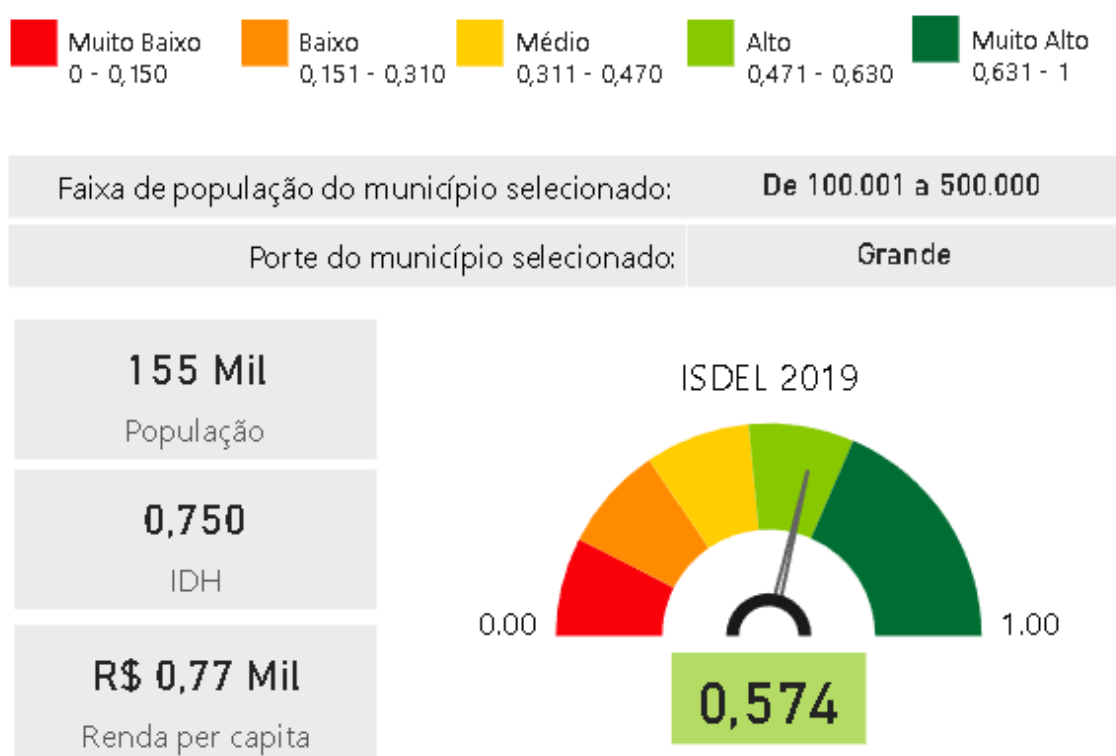 Muito Baixo
0 - 0,150
Baixo
0,151 - 0,310
Médio
0,311 - 0,470
Alto
0,471 - 0,630
Muito Alto
0,631 - 1
Faixa de população do município selecionado: De 100.001 a 500.000
Porte do município selecionado: Grande
155 Mil
População
0,750
IDH
R$ 0,77 Mil
Renda per capita
ISDEL 2019
0.00
1.00
0,574